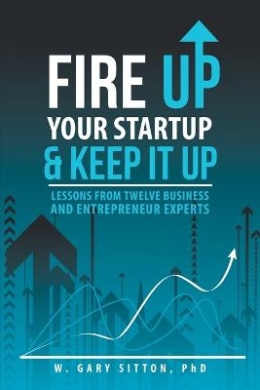 FIRE UP
YOUR STARTUP
& KEEP IT UP
LESSONS FROM TWELVE BUSINESS
AND ENTREPRENEUR EXPERTS
W. GARY SITTON, PhD